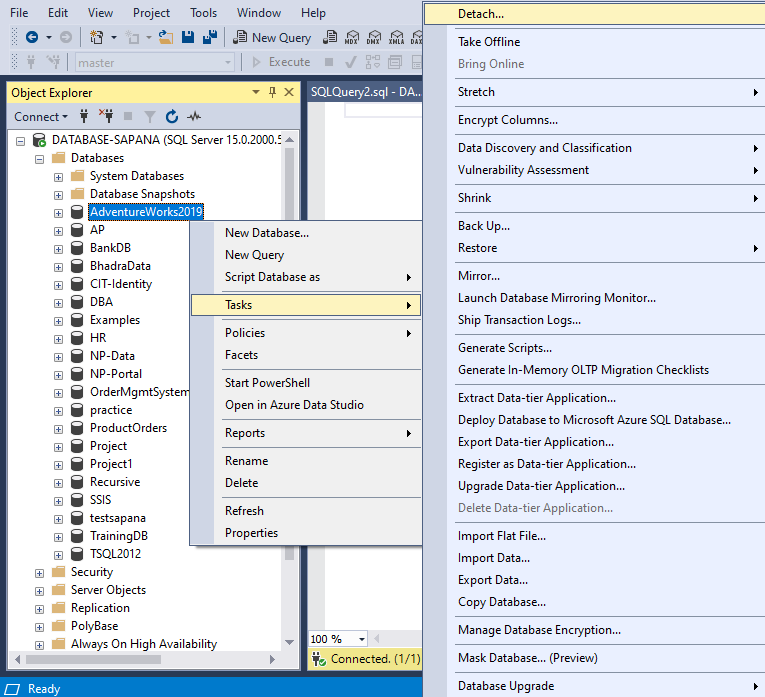 File Edit View Project Tools Window Help
New Query MDX DMX XMLA DAX
master Execute
Object Explorer
Connect
DATABASE-SAPANA (SQL Server 15.0.2000.5
Databases
System Databases
Database Snapshots
AdventureWorks2019
AP
BankDB
BhadraData
CIT-Identity
DBA
Examples
HR
NP-Data
NP-Portal
OrderMgmtSystem
practice
ProductOrders
Project
Project1
Recursive
SSIS
testsapana
TrainingDB
TSQL2012
Security
Server Objects
Replication
PolyBase
Always On High Availability
Ready
SQLQuery2.sql - DA...
100 %
Connected. (1/1)
New Database...
New Query
Script Database as
Tasks
Policies
Facets
Start PowerShell
Open in Azure Data Studio
Reports
Rename
Delete
Refresh
Properties
Detach...
Take Offline
Bring Online
Stretch
Encrypt Columns...
Data Discovery and Classification
Vulnerability Assessment
Shrink
Back Up...
Restore
Mirror...
Launch Database Mirroring Monitor...
Ship Transaction Logs...
Generate Scripts...
Generate In-Memory OLTP Migration Checklists
Extract Data-tier Application...
Deploy Database to Microsoft Azure SQL Database...
Export Data-tier Application...
Register as Data-tier Application...
Upgrade Data-tier Application...
Delete Data-tier Application...
Import Flat File...
Import Data...
Export Data...
Copy Database...
Manage Database Encryption...
Mask Database... (Preview)
Database Upgrade